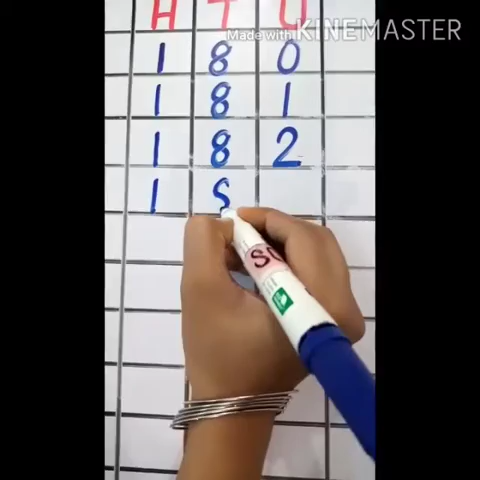 H T U
Made with KINEMASTER
1 8 0
1 8 1
1 8 2
1 S